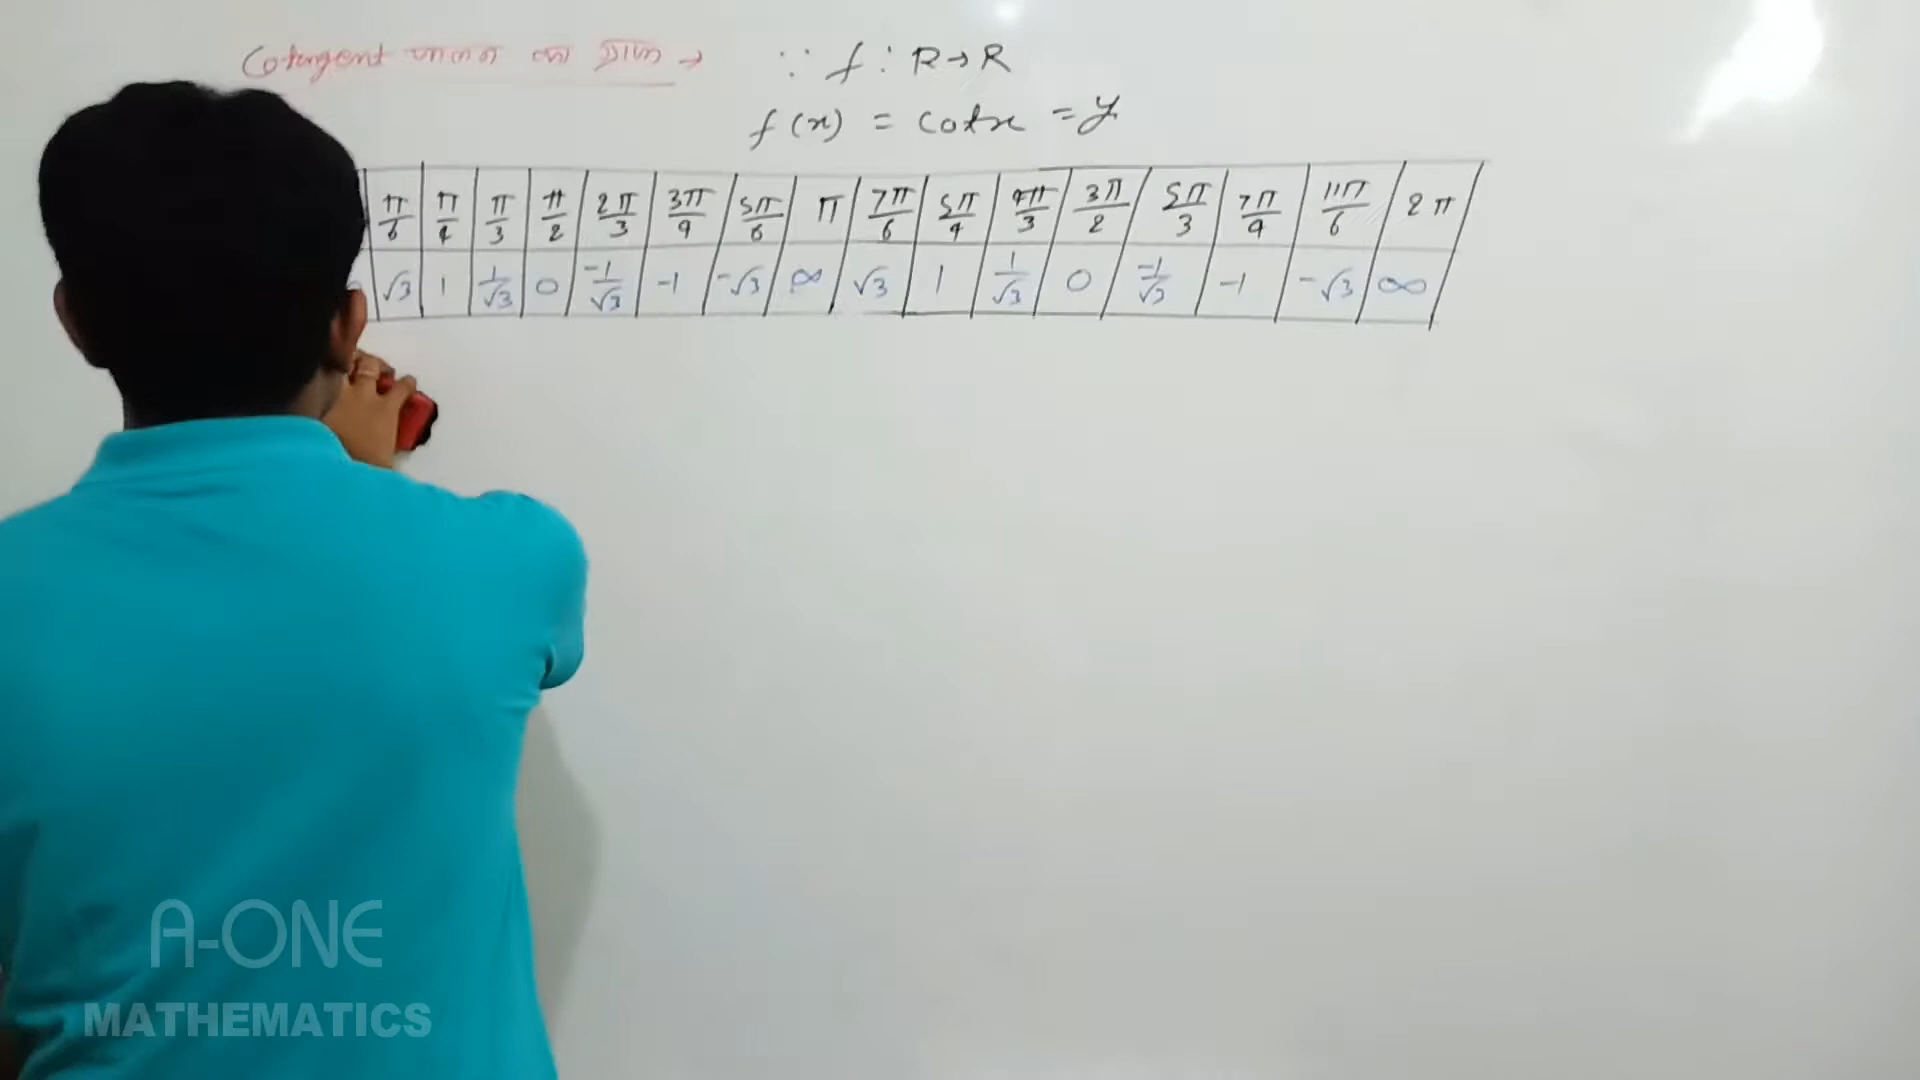 Cotangent फलन का ग्राफ →  ∵ f : R→R
f(x) = cotx = y
π/6 π/4 π/3 π/2 2π/3 3π/4 5π/6 π 7π/6 5π/4 4π/3 3π/2 5π/3 7π/4 11π/6 2π
√3 1 1/√3 0 -1/√3 -1 -√3 ∞ √3 1 1/√3 0 -1/√3 -1 -√3 ∞
A-ONE
MATHEMATICS